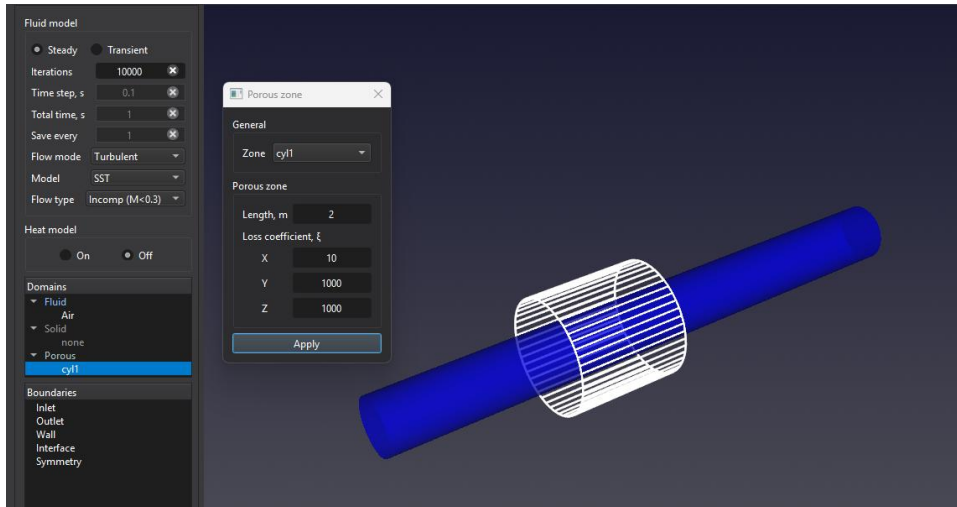 Fluid model
Steady Transient
Iterations 10000
Time step, s 0.1
Total time, s 1
Save every 1
Flow mode Turbulent
Model SST
Flow type Incomp (M<0.3)
Heat model
On Off
Domains
Fluid
Air
Solid
none
Porous
cyl1
Boundaries
Inlet
Outlet
Wall
Interface
Symmetry
Porous zone
General
Zone cyl1
Porous zone
Length, m 2
Loss coefficient, ξ
X 10
Y 1000
Z 1000
Apply